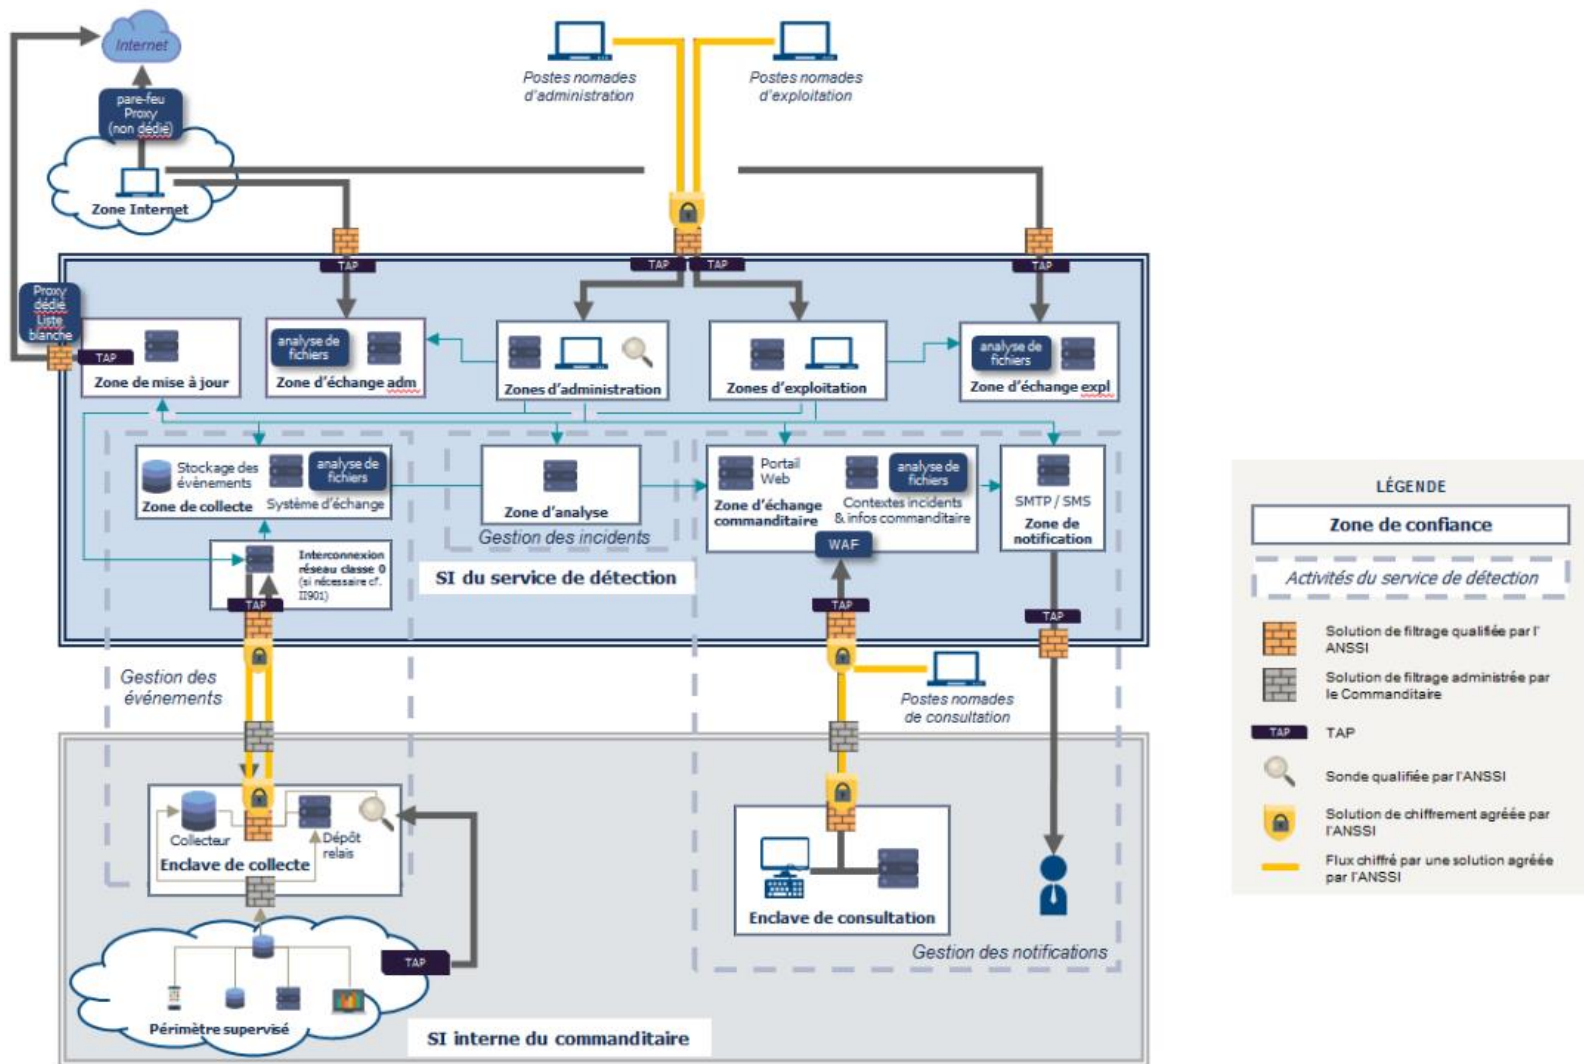 Internet
pare-feu
Proxy
(non dédié)
Zone Internet
Postes nomades
d'administration
Postes nomades
d'exploitation
TAP
TAP
TAP
TAP
Proxy
dédié
Liste
blanche
TAP
Zone de mise à jour
analyse de
fichiers
Zone d'échange adm
Zones d'administration
Zones d'exploitation
analyse de
fichiers
Zone d'échange expl
Stockage des
évènements
analyse de
fichiers
Zone de collecte
Système d'échange
Zone d'analyse
Gestion des incidents
Portail
Web
analyse de
fichiers
Zone d'échange
commanditaire
Contextes incidents
& infos commanditaire
WAF
SMTP / SMS
Zone de
notification
Interconnexion
réseau classe 0
(si nécessaire cf.
II901)
SI du service de détection
TAP
TAP
TAP
Gestion des
événements
Postes nomades
de consultation
Collecteur
Dépôt
relais
Enclave de collecte
Enclave de consultation
Gestion des notifications
TAP
Périmètre supervisé
SI interne du commanditaire
LÉGENDE
Zone de confiance
Activités du service de détection
Solution de filtrage qualifiée par l'
ANSSI
Solution de filtrage administrée par
le Commanditaire
TAP
TAP
Sonde qualifiée par l'ANSSI
Solution de chiffrement agréée par
l'ANSSI
Flux chiffré par une solution agréée
par l'ANSSI